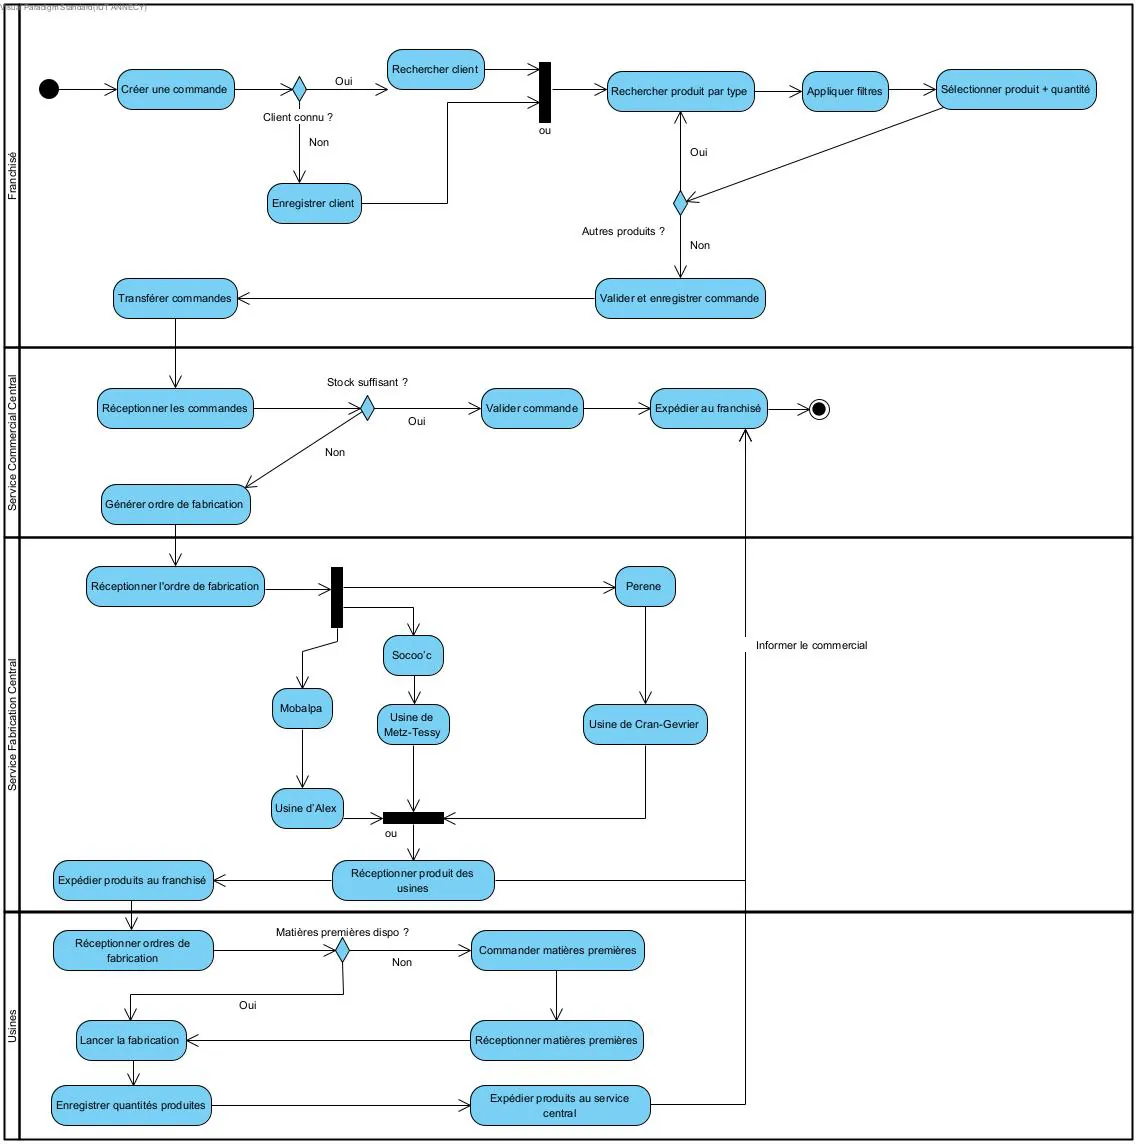 Visual Paradigm Standard(IUT ANNECY)
Franchisé
Créer une commande
Oui
Client connu ?
Non
Rechercher client
Enregistrer client
ou
Rechercher produit par type
Appliquer filtres
Sélectionner produit + quantité
Oui
Autres produits ?
Non
Transférer commandes
Valider et enregistrer commande
Service Commercial Central
Réceptionner les commandes
Stock suffisant ?
Oui
Non
Valider commande
Expédier au franchisé
Générer ordre de fabrication
Service Fabrication Central
Réceptionner l'ordre de fabrication
Perene
Socoo'c
Mobalpa
Usine de
Metz-Tessy
Usine de Cran-Gevrier
Informer le commercial
Usine d'Alex
ou
Expédier produits au franchisé
Réceptionner produit des
usines
Usines
Réceptionner ordres de
fabrication
Matières premières dispo ?
Non
Oui
Commander matières premières
Lancer la fabrication
Réceptionner matières premières
Enregistrer quantités produites
Expédier produits au service
central